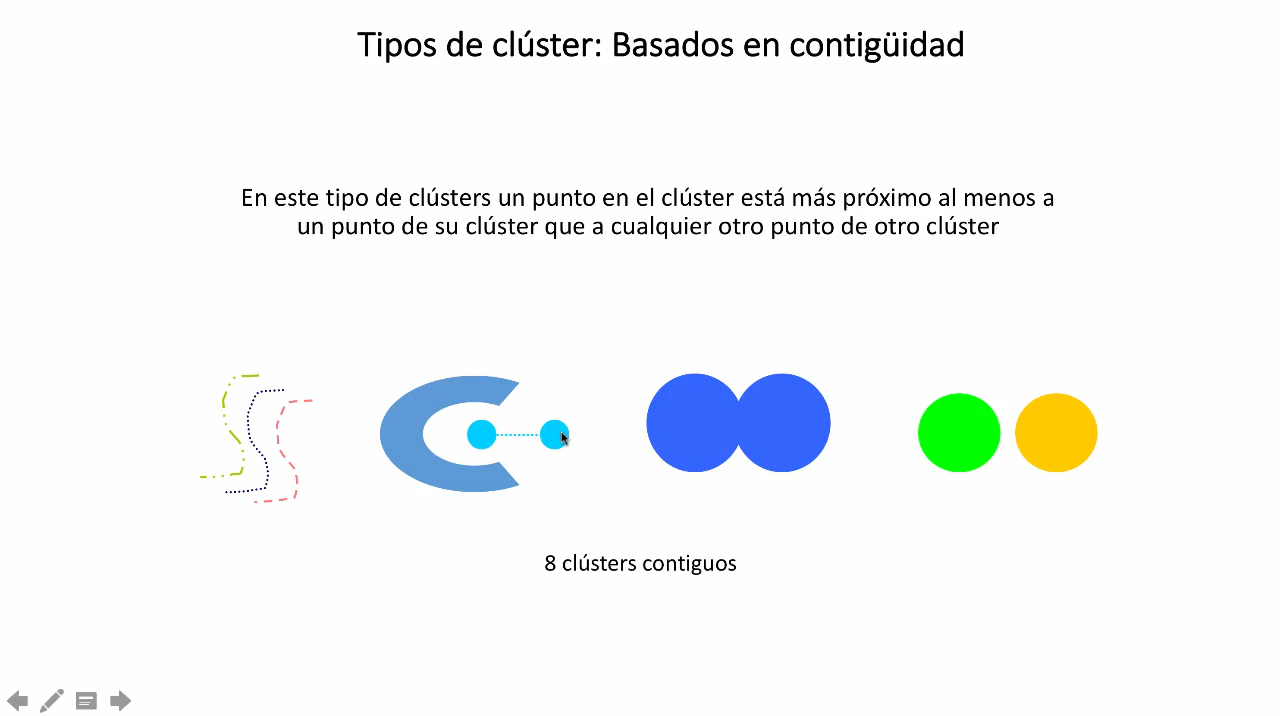 Tipos de clúster: Basados en contigüidad
En este tipo de clústers un punto en el clúster está más próximo al menos a
un punto de su clúster que a cualquier otro punto de otro clúster
8 clústers contiguos